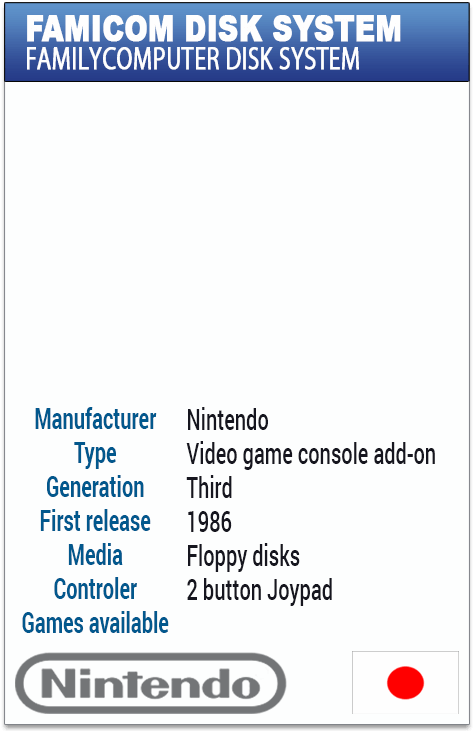 FAMICOM DISK SYSTEM
FAMILYCOMPUTER DISK SYSTEM
Manufacturer Nintendo
Type Video game console add-on
Generation Third
First release 1986
Media Floppy disks
Controler 2 button Joypad
Games available
Nintendo